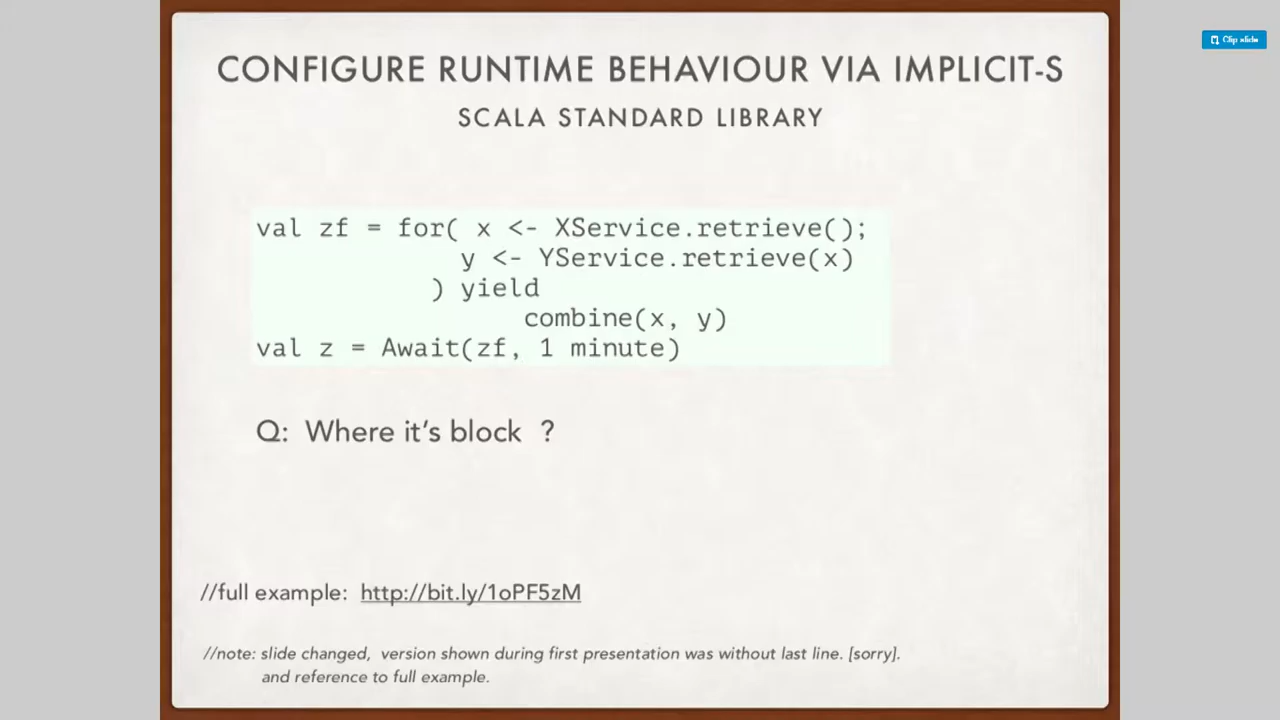 Clip slide
CONFIGURE RUNTIME BEHAVIOUR VIA IMPLICIT-S
SCALA STANDARD LIBRARY
val zf = for( x <- XService.retrieve();
y <- YService.retrieve(x)
) yield
combine(x, y)
val z = Await(zf, 1 minute)
Q: Where it's block ?
//full example: http://bit.ly/1oPF5zM
//note: slide changed, version shown during first presentation was without last line. [sorry].
and reference to full example.